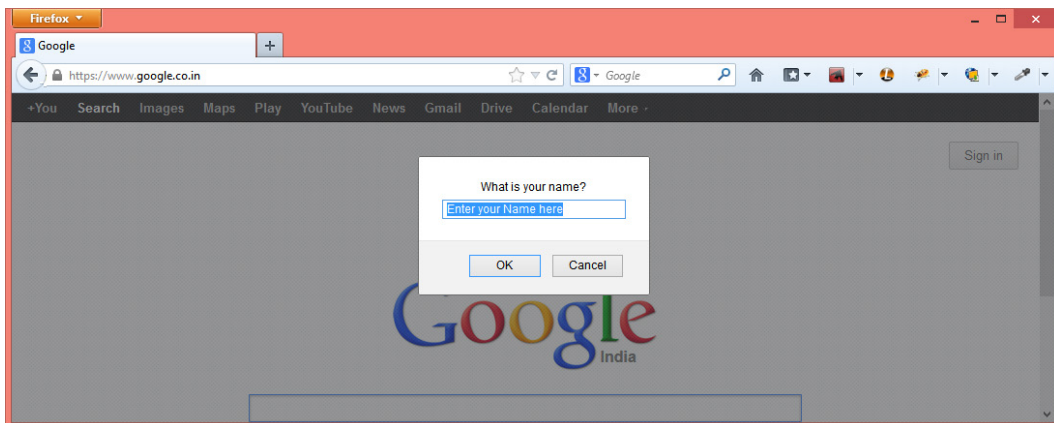 Firefox
Google
https://www.google.co.in
Google
+You Search Images Maps Play YouTube News Gmail Drive Calendar More
Sign in
What is your name?
Enter your Name here
OK Cancel
Google
India